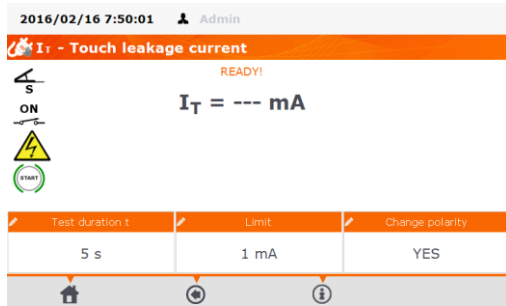 2016/02/16 7:50:01 Admin
IT - Touch leakage current
READY!
S
IT = --- mA
ON
START
Test duration t Limit Change polarity
5 s 1 mA YES